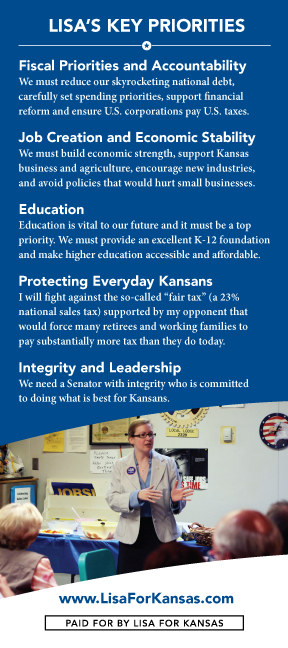 LISA'S KEY PRIORITIES
Fiscal Priorities and Accountability
We must reduce our skyrocketing national debt,
carefully set spending priorities, support financial
reform and ensure U.S. corporations pay U.S. taxes.
Job Creation and Economic Stability
We must build economic strength, support Kansas
business and agriculture, encourage new industries,
and avoid policies that would hurt small businesses.
Education
Education is vital to our future and it must be a top
priority. We must provide an excellent K-12 foundation
and make higher education accessible and affordable.
Protecting Everyday Kansans
I will fight against the so-called “fair tax” (a 23%
national sales tax) supported by my opponent that
would force many retirees and working families to
pay substantially more tax than they do today.
Integrity and Leadership
We need a Senator with integrity who is committed
to doing what is best for Kansans.
LOCAL LODGE
JOBS
TIME
www.LisaForKansas.com
PAID FOR BY LISA FOR KANSAS